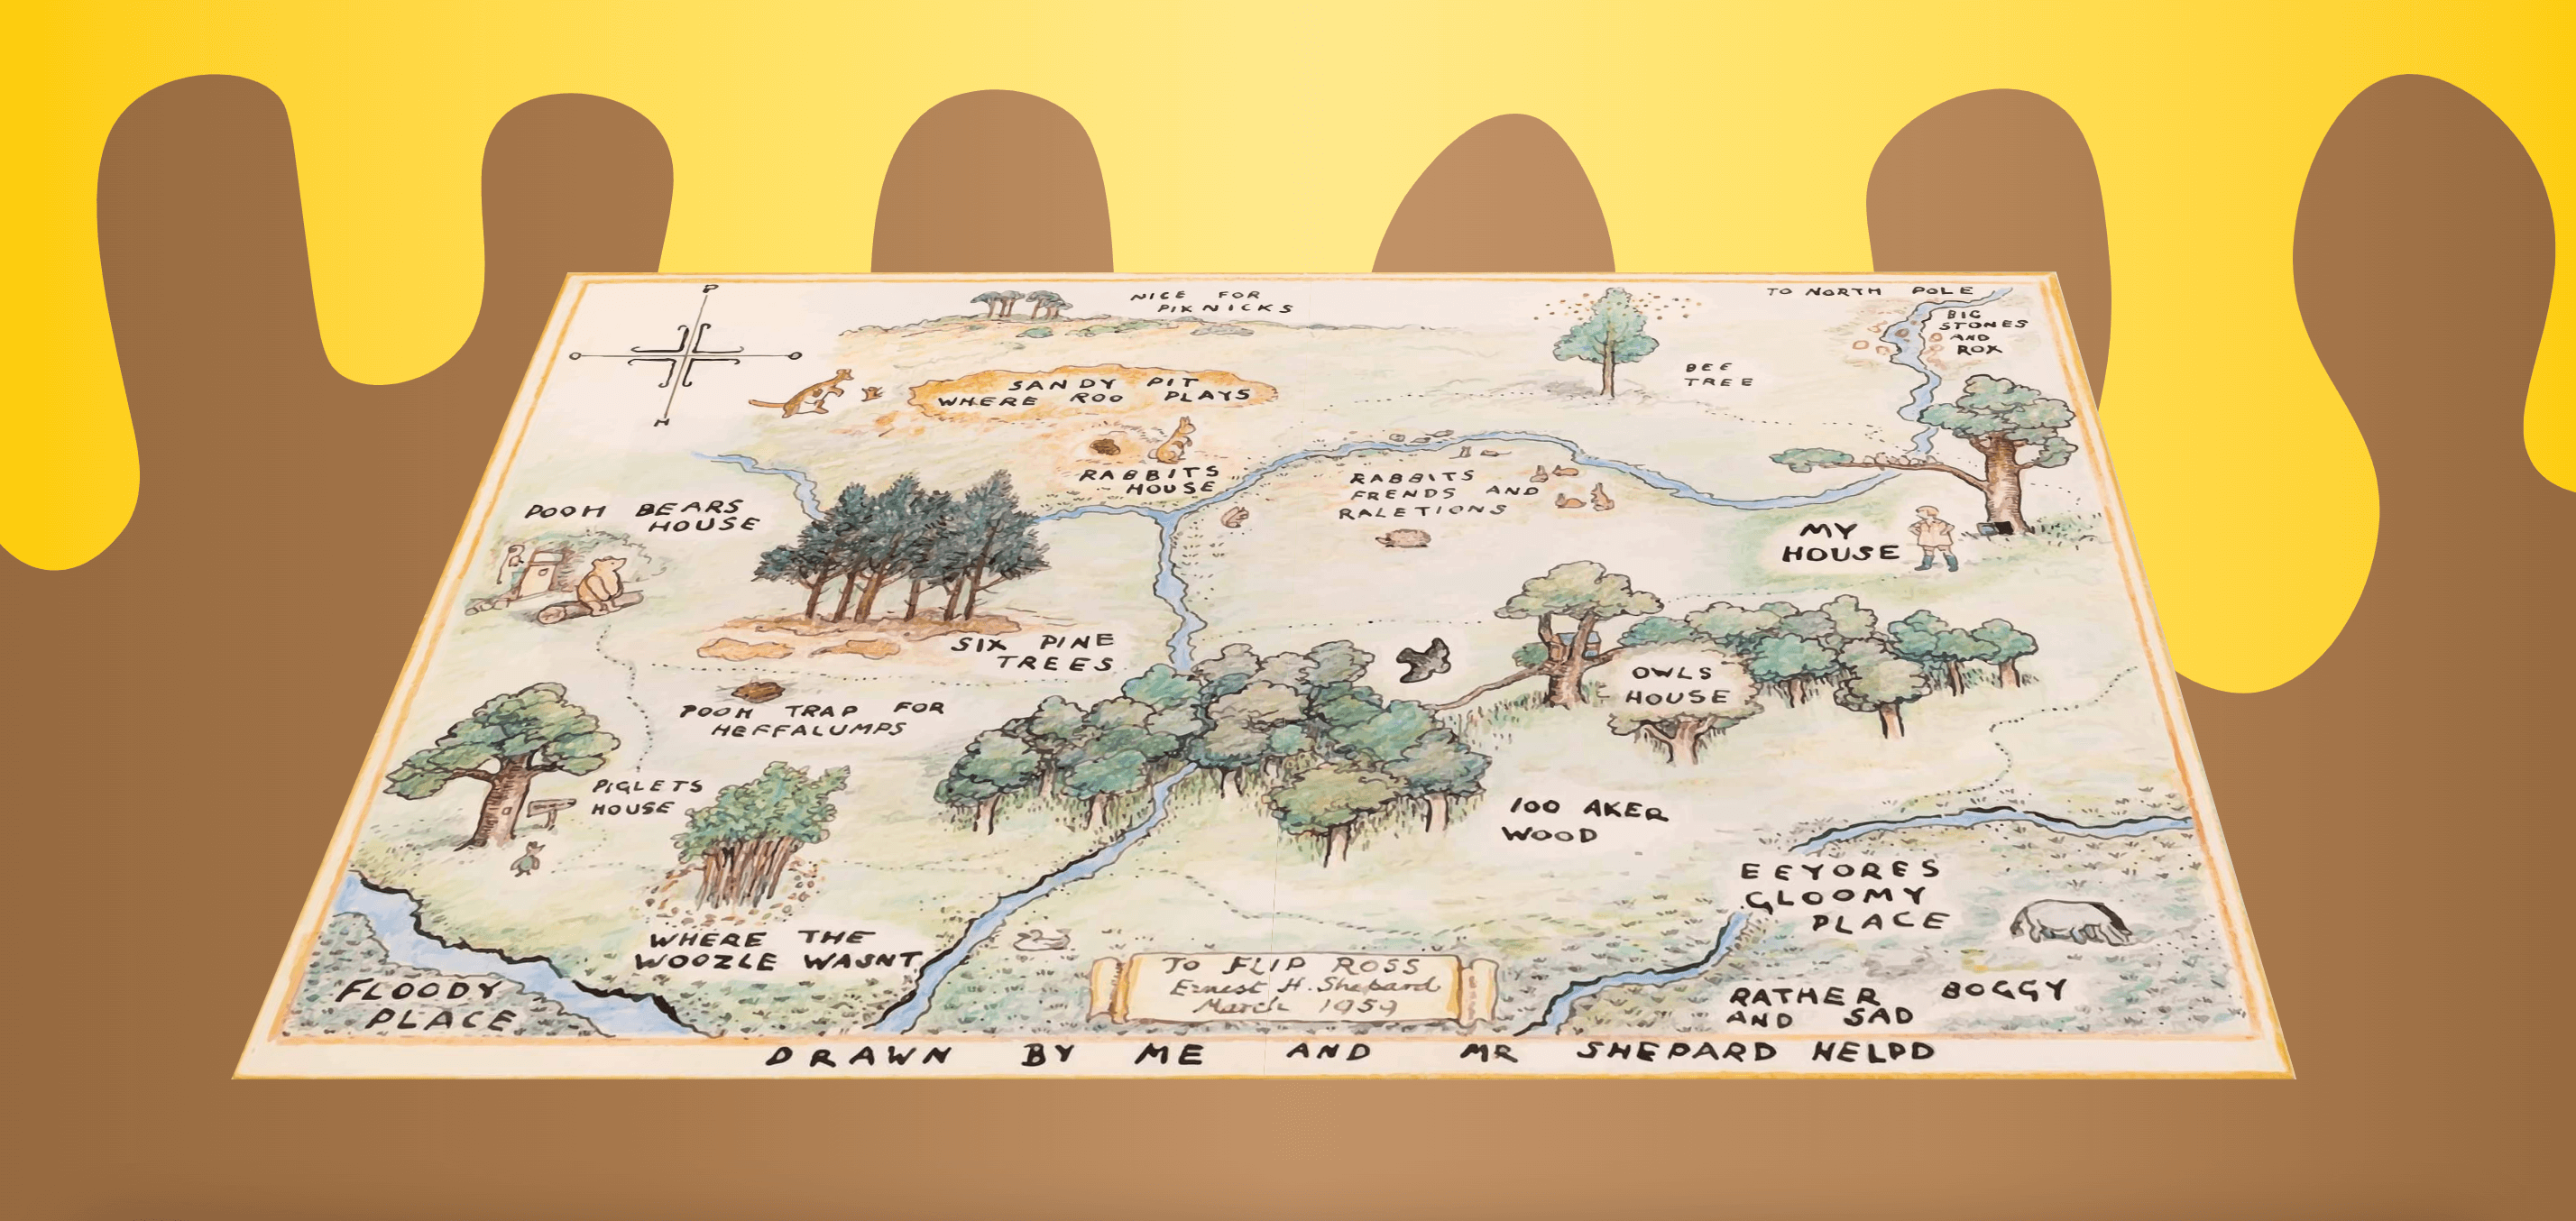 P
O
O
H
NICE FOR
PIKNICKS
TO NORTH POLE
BIG
STONES
AND
ROX
BEE
TREE
SANDY PIT
WHERE ROO PLAYS
RABBITS
HOUSE
RABBITS
FRENDS AND
RALETIONS
POOH BEARS
HOUSE
MY
HOUSE
SIX PINE
TREES
OWLS
HOUSE
POOH TRAP FOR
HEFFALUMPS
PIGLETS
HOUSE
100 AKER
WOOD
EEYORES
GLOOMY
PLACE
WHERE THE
WOOZLE WASNT
FLOODY
PLACE
TO FLIP ROSS
Ernest H. Shepard
March 1959
RATHER BOGGY
AND SAD
DRAWN BY ME AND MR SHEPARD HELPD